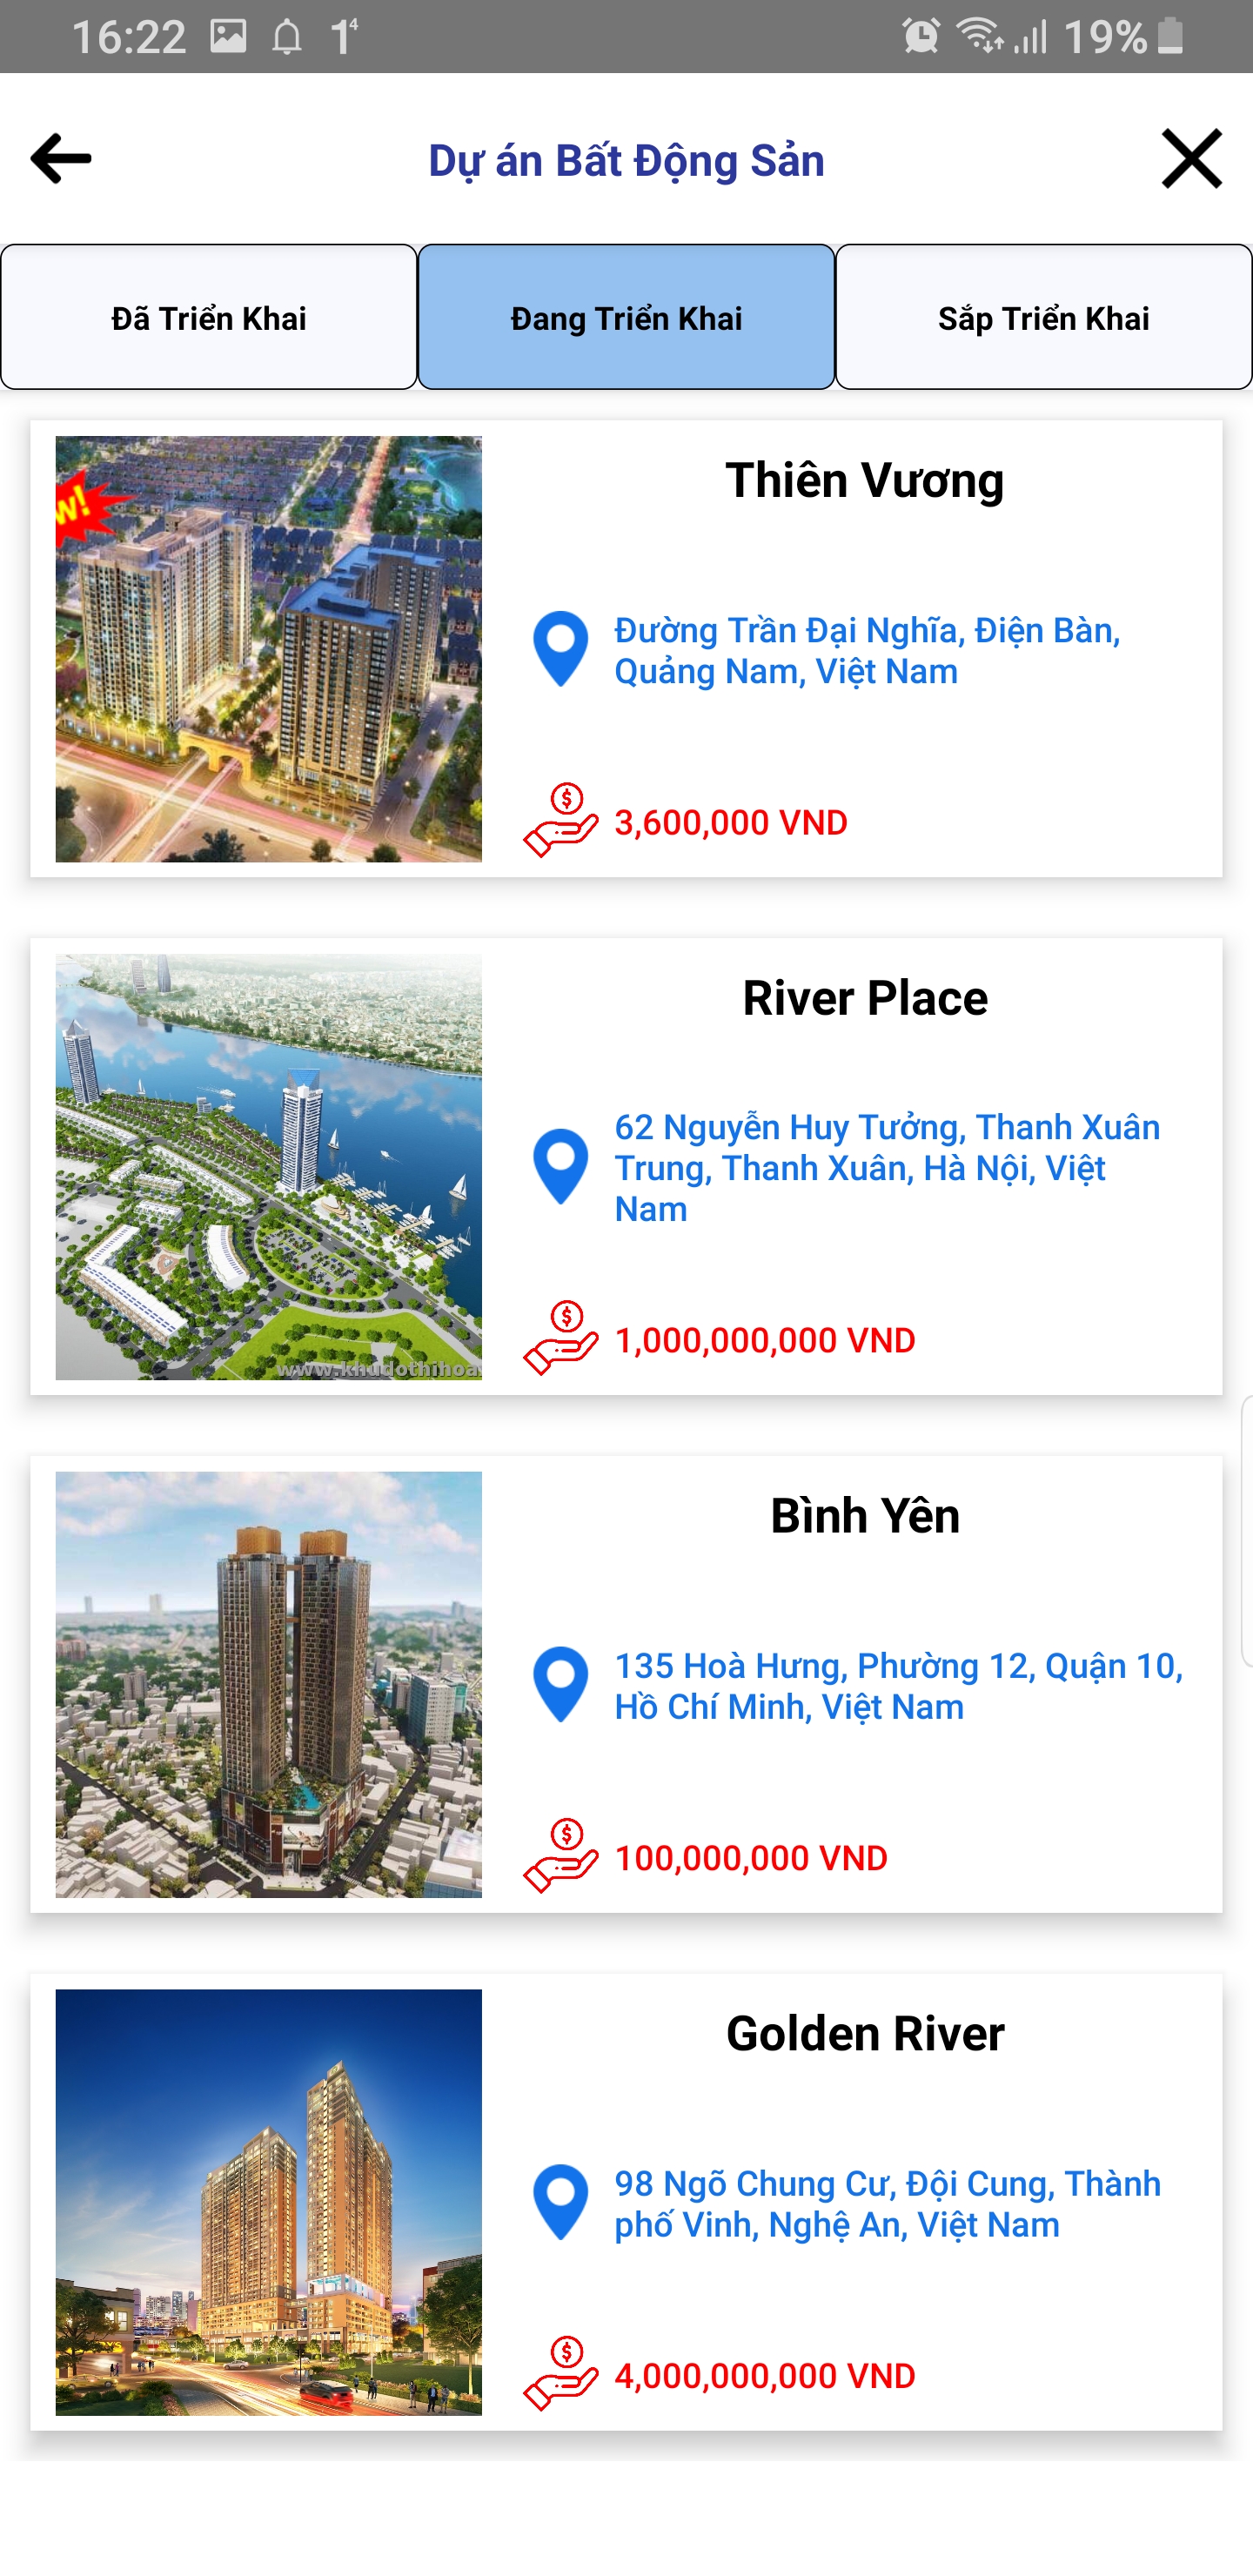 16:22 1⁴ 19%
Dự án Bất Động Sản
Đã Triển Khai
Đang Triển Khai
Sắp Triển Khai
w!
Thiên Vương
Đường Trần Đại Nghĩa, Điện Bàn,
Quảng Nam, Việt Nam
3,600,000 VND
River Place
62 Nguyễn Huy Tưởng, Thanh Xuân
Trung, Thanh Xuân, Hà Nội, Việt
Nam
www.khudothihoa
1,000,000,000 VND
Bình Yên
135 Hoà Hưng, Phường 12, Quận 10,
Hồ Chí Minh, Việt Nam
100,000,000 VND
Golden River
98 Ngõ Chung Cư, Đội Cung, Thành
phố Vinh, Nghệ An, Việt Nam
4,000,000,000 VND